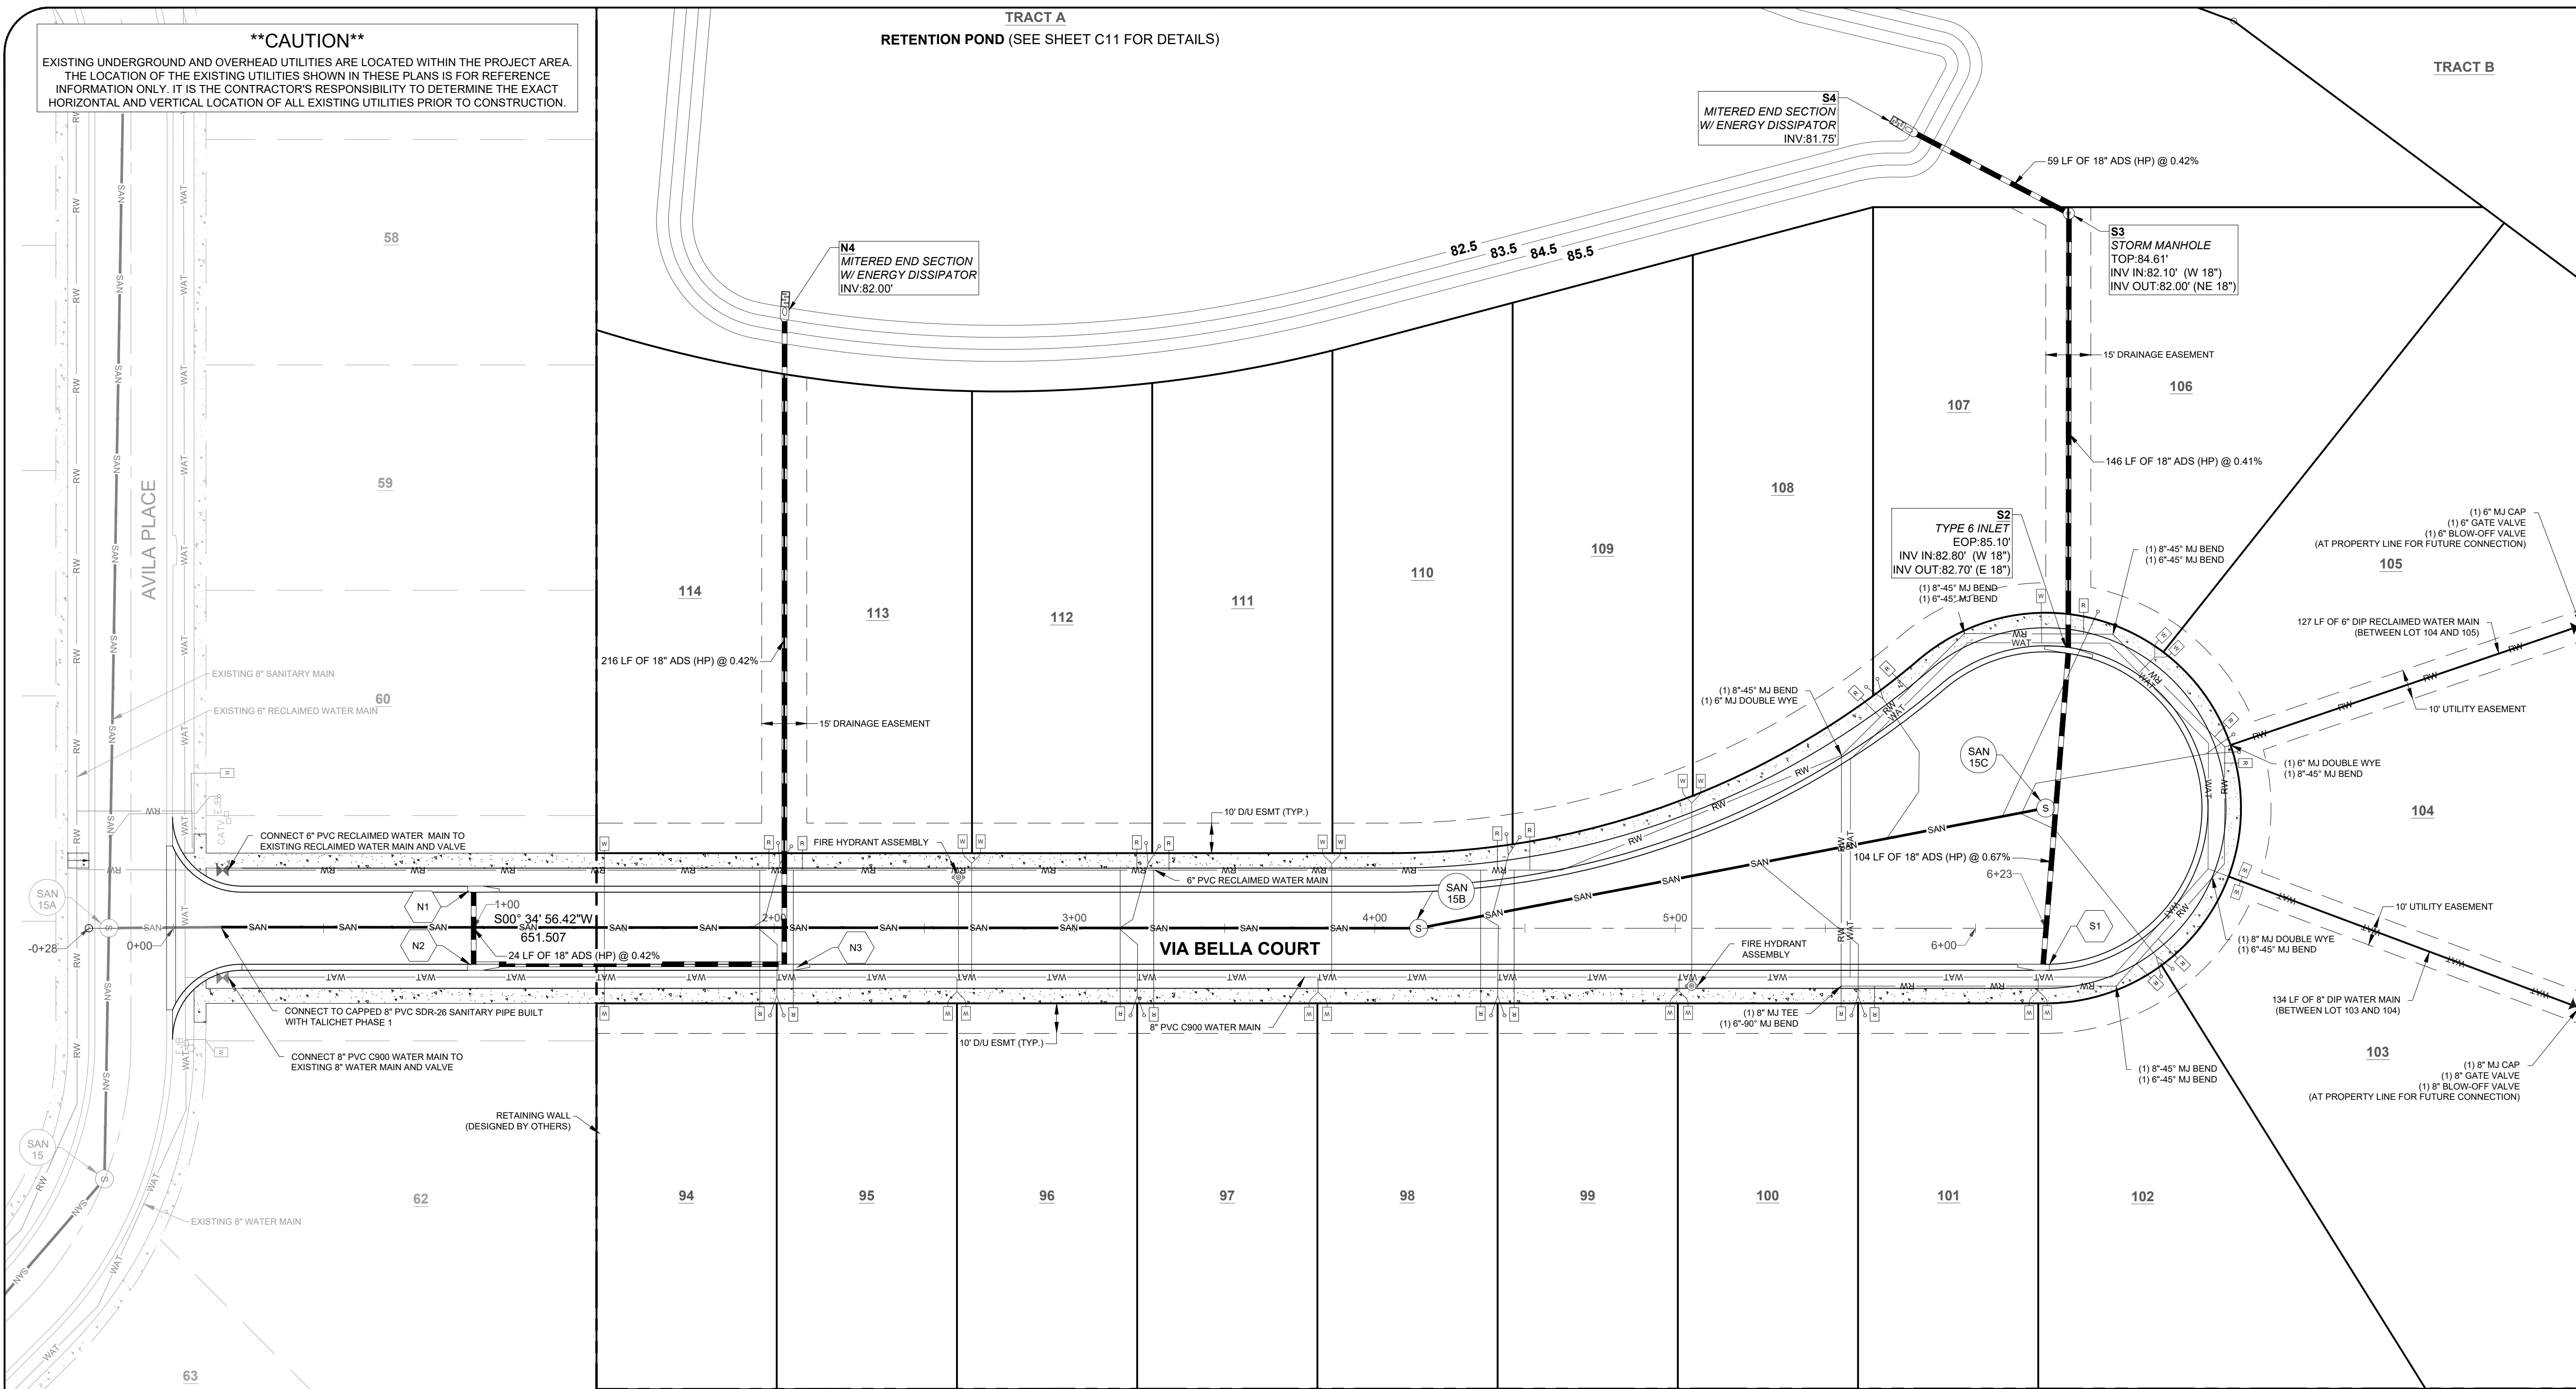 **CAUTION**
EXISTING UNDERGROUND AND OVERHEAD UTILITIES ARE LOCATED WITHIN THE PROJECT AREA.
THE LOCATION OF THE EXISTING UTILITIES SHOWN IN THESE PLANS IS FOR REFERENCE
INFORMATION ONLY. IT IS THE CONTRACTOR'S RESPONSIBILITY TO DETERMINE THE EXACT
HORIZONTAL AND VERTICAL LOCATION OF ALL EXISTING UTILITIES PRIOR TO CONSTRUCTION.
TRACT A
RETENTION POND (SEE SHEET C11 FOR DETAILS)
TRACT B
S4
MITERED END SECTION
W/ ENERGY DISSIPATOR
INV:81.75'
59 LF OF 18" ADS (HP) @ 0.42%
S3
STORM MANHOLE
TOP:84.61'
INV IN:82.10' (W 18")
INV OUT:82.00' (NE 18")
N4
MITERED END SECTION
W/ ENERGY DISSIPATOR
INV:82.00'
82.5
83.5
84.5
85.5
15' DRAINAGE EASEMENT
146 LF OF 18" ADS (HP) @ 0.41%
S2
TYPE 6 INLET
EOP:85.10'
INV IN:82.80' (W 18")
INV OUT:82.70' (E 18")
(1) 8"-45° MJ BEND
(1) 6"-45° MJ BEND
(1) 8"-45° MJ BEND
(1) 6"-45° MJ BEND
(1) 6" MJ CAP
(1) 6" GATE VALVE
(1) 6" BLOW-OFF VALVE
(AT PROPERTY LINE FOR FUTURE CONNECTION)
127 LF OF 6" DIP RECLAIMED WATER MAIN
(BETWEEN LOT 104 AND 105)
10' UTILITY EASEMENT
(1) 6" MJ DOUBLE WYE
(1) 8"-45° MJ BEND
(1) 8"-45° MJ BEND
(1) 6" MJ DOUBLE WYE
58
59
60
62
63
114
113
112
111
110
109
108
107
106
105
104
103
102
101
100
99
98
97
96
95
94
AVILA PLACE
EXISTING 8" SANITARY MAIN
EXISTING 6" RECLAIMED WATER MAIN
216 LF OF 18" ADS (HP) @ 0.42%
15' DRAINAGE EASEMENT
CONNECT 6" PVC RECLAIMED WATER MAIN TO
EXISTING RECLAIMED WATER MAIN AND VALVE
CATV
EJB
FIRE HYDRANT ASSEMBLY
10' D/U ESMT (TYP.)
6" PVC RECLAIMED WATER MAIN
SAN
15A
SAN
15B
SAN
15C
SAN
15
104 LF OF 18" ADS (HP) @ 0.67%
6+23
N1
N2
N3
S1
-0+28
0+00
1+00
2+00
3+00
4+00
5+00
6+00
S00° 34' 56.42"W
651.507
24 LF OF 18" ADS (HP) @ 0.42%
VIA BELLA COURT
FIRE HYDRANT
ASSEMBLY
10' UTILITY EASEMENT
(1) 8" MJ DOUBLE WYE
(1) 6"-45° MJ BEND
134 LF OF 8" DIP WATER MAIN
(BETWEEN LOT 103 AND 104)
(1) 8" MJ TEE
(1) 6"-90° MJ BEND
8" PVC C900 WATER MAIN
10' D/U ESMT (TYP.)
CONNECT TO CAPPED 8" PVC SDR-26 SANITARY PIPE BUILT
WITH TALICHET PHASE 1
CONNECT 8" PVC C900 WATER MAIN TO
EXISTING 8" WATER MAIN AND VALVE
(1) 8"-45° MJ BEND
(1) 6"-45° MJ BEND
(1) 8" MJ CAP
(1) 8" GATE VALVE
(1) 8" BLOW-OFF VALVE
(AT PROPERTY LINE FOR FUTURE CONNECTION)
RETAINING WALL
(DESIGNED BY OTHERS)
EXISTING 8" WATER MAIN
SAN
RW
WAT
S
W
R